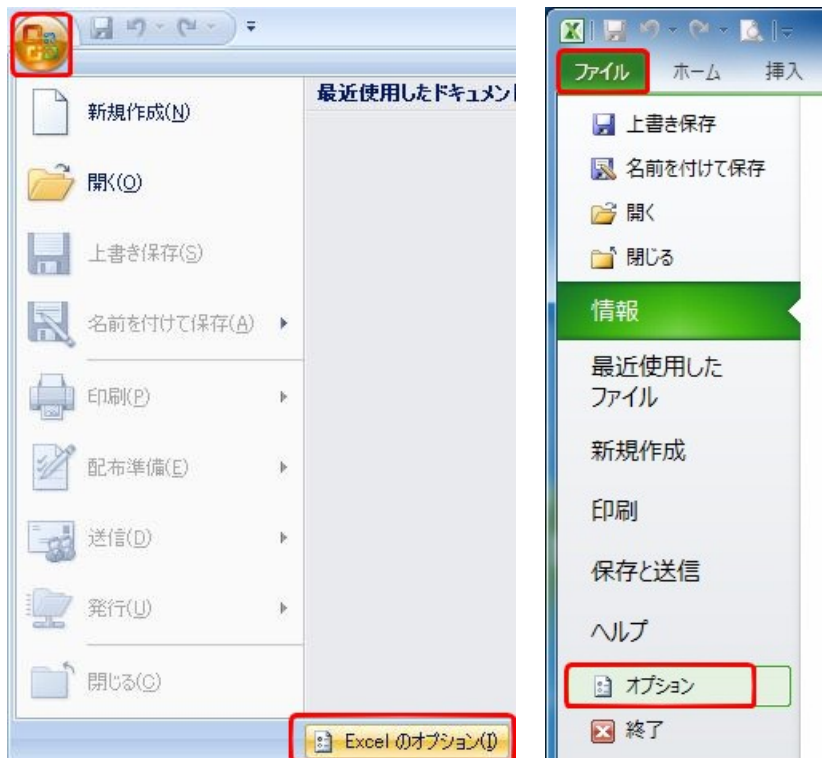 新規作成(N)
最近使用したドキュメント
開く(O)
上書き保存(S)
名前を付けて保存(A)
印刷(P)
配布準備(E)
送信(D)
発行(U)
閉じる(C)
Excel のオプション(I)
ファイル ホーム 挿入
上書き保存
名前を付けて保存
開く
閉じる
情報
最近使用した
ファイル
新規作成
印刷
保存と送信
ヘルプ
オプション
終了